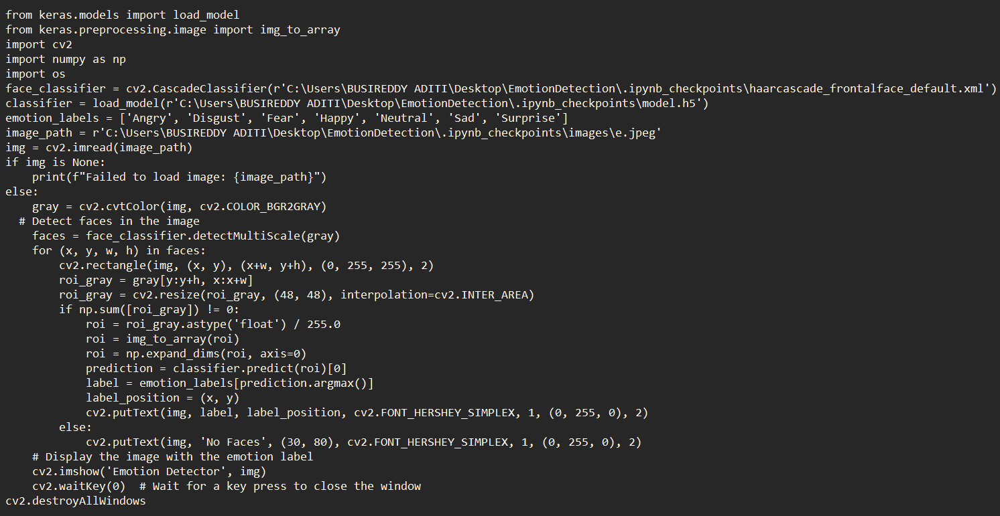 from keras.models import load_model
from keras.preprocessing.image import img_to_array
import cv2
import numpy as np
import os
face_classifier = cv2.CascadeClassifier(r'C:\Users\BUSIREDDY ADITI\Desktop\EmotionDetection\.ipynb_checkpoints\haarcascade_frontalface_default.xml')
classifier = load_model(r'C:\Users\BUSIREDDY ADITI\Desktop\EmotionDetection\.ipynb_checkpoints\model.h5')
emotion_labels = ['Angry', 'Disgust', 'Fear', 'Happy', 'Neutral', 'Sad', 'Surprise']
image_path = r'C:\Users\BUSIREDDY ADITI\Desktop\EmotionDetection\.ipynb_checkpoints\images\e.jpeg'
img = cv2.imread(image_path)
if img is None:
    print(f"Failed to load image: {image_path}")
else:
    gray = cv2.cvtColor(img, cv2.COLOR_BGR2GRAY)
  # Detect faces in the image
    faces = face_classifier.detectMultiScale(gray)
    for (x, y, w, h) in faces:
        cv2.rectangle(img, (x, y), (x+w, y+h), (0, 255, 255), 2)
        roi_gray = gray[y:y+h, x:x+w]
        roi_gray = cv2.resize(roi_gray, (48, 48), interpolation=cv2.INTER_AREA)
        if np.sum([roi_gray]) != 0:
            roi = roi_gray.astype('float') / 255.0
            roi = img_to_array(roi)
            roi = np.expand_dims(roi, axis=0)
            prediction = classifier.predict(roi)[0]
            label = emotion_labels[prediction.argmax()]
            label_position = (x, y)
            cv2.putText(img, label, label_position, cv2.FONT_HERSHEY_SIMPLEX, 1, (0, 255, 0), 2)
        else:
            cv2.putText(img, 'No Faces', (30, 80), cv2.FONT_HERSHEY_SIMPLEX, 1, (0, 255, 0), 2)
    # Display the image with the emotion label
    cv2.imshow('Emotion Detector', img)
    cv2.waitKey(0)  # Wait for a key press to close the window
cv2.destroyAllWindows